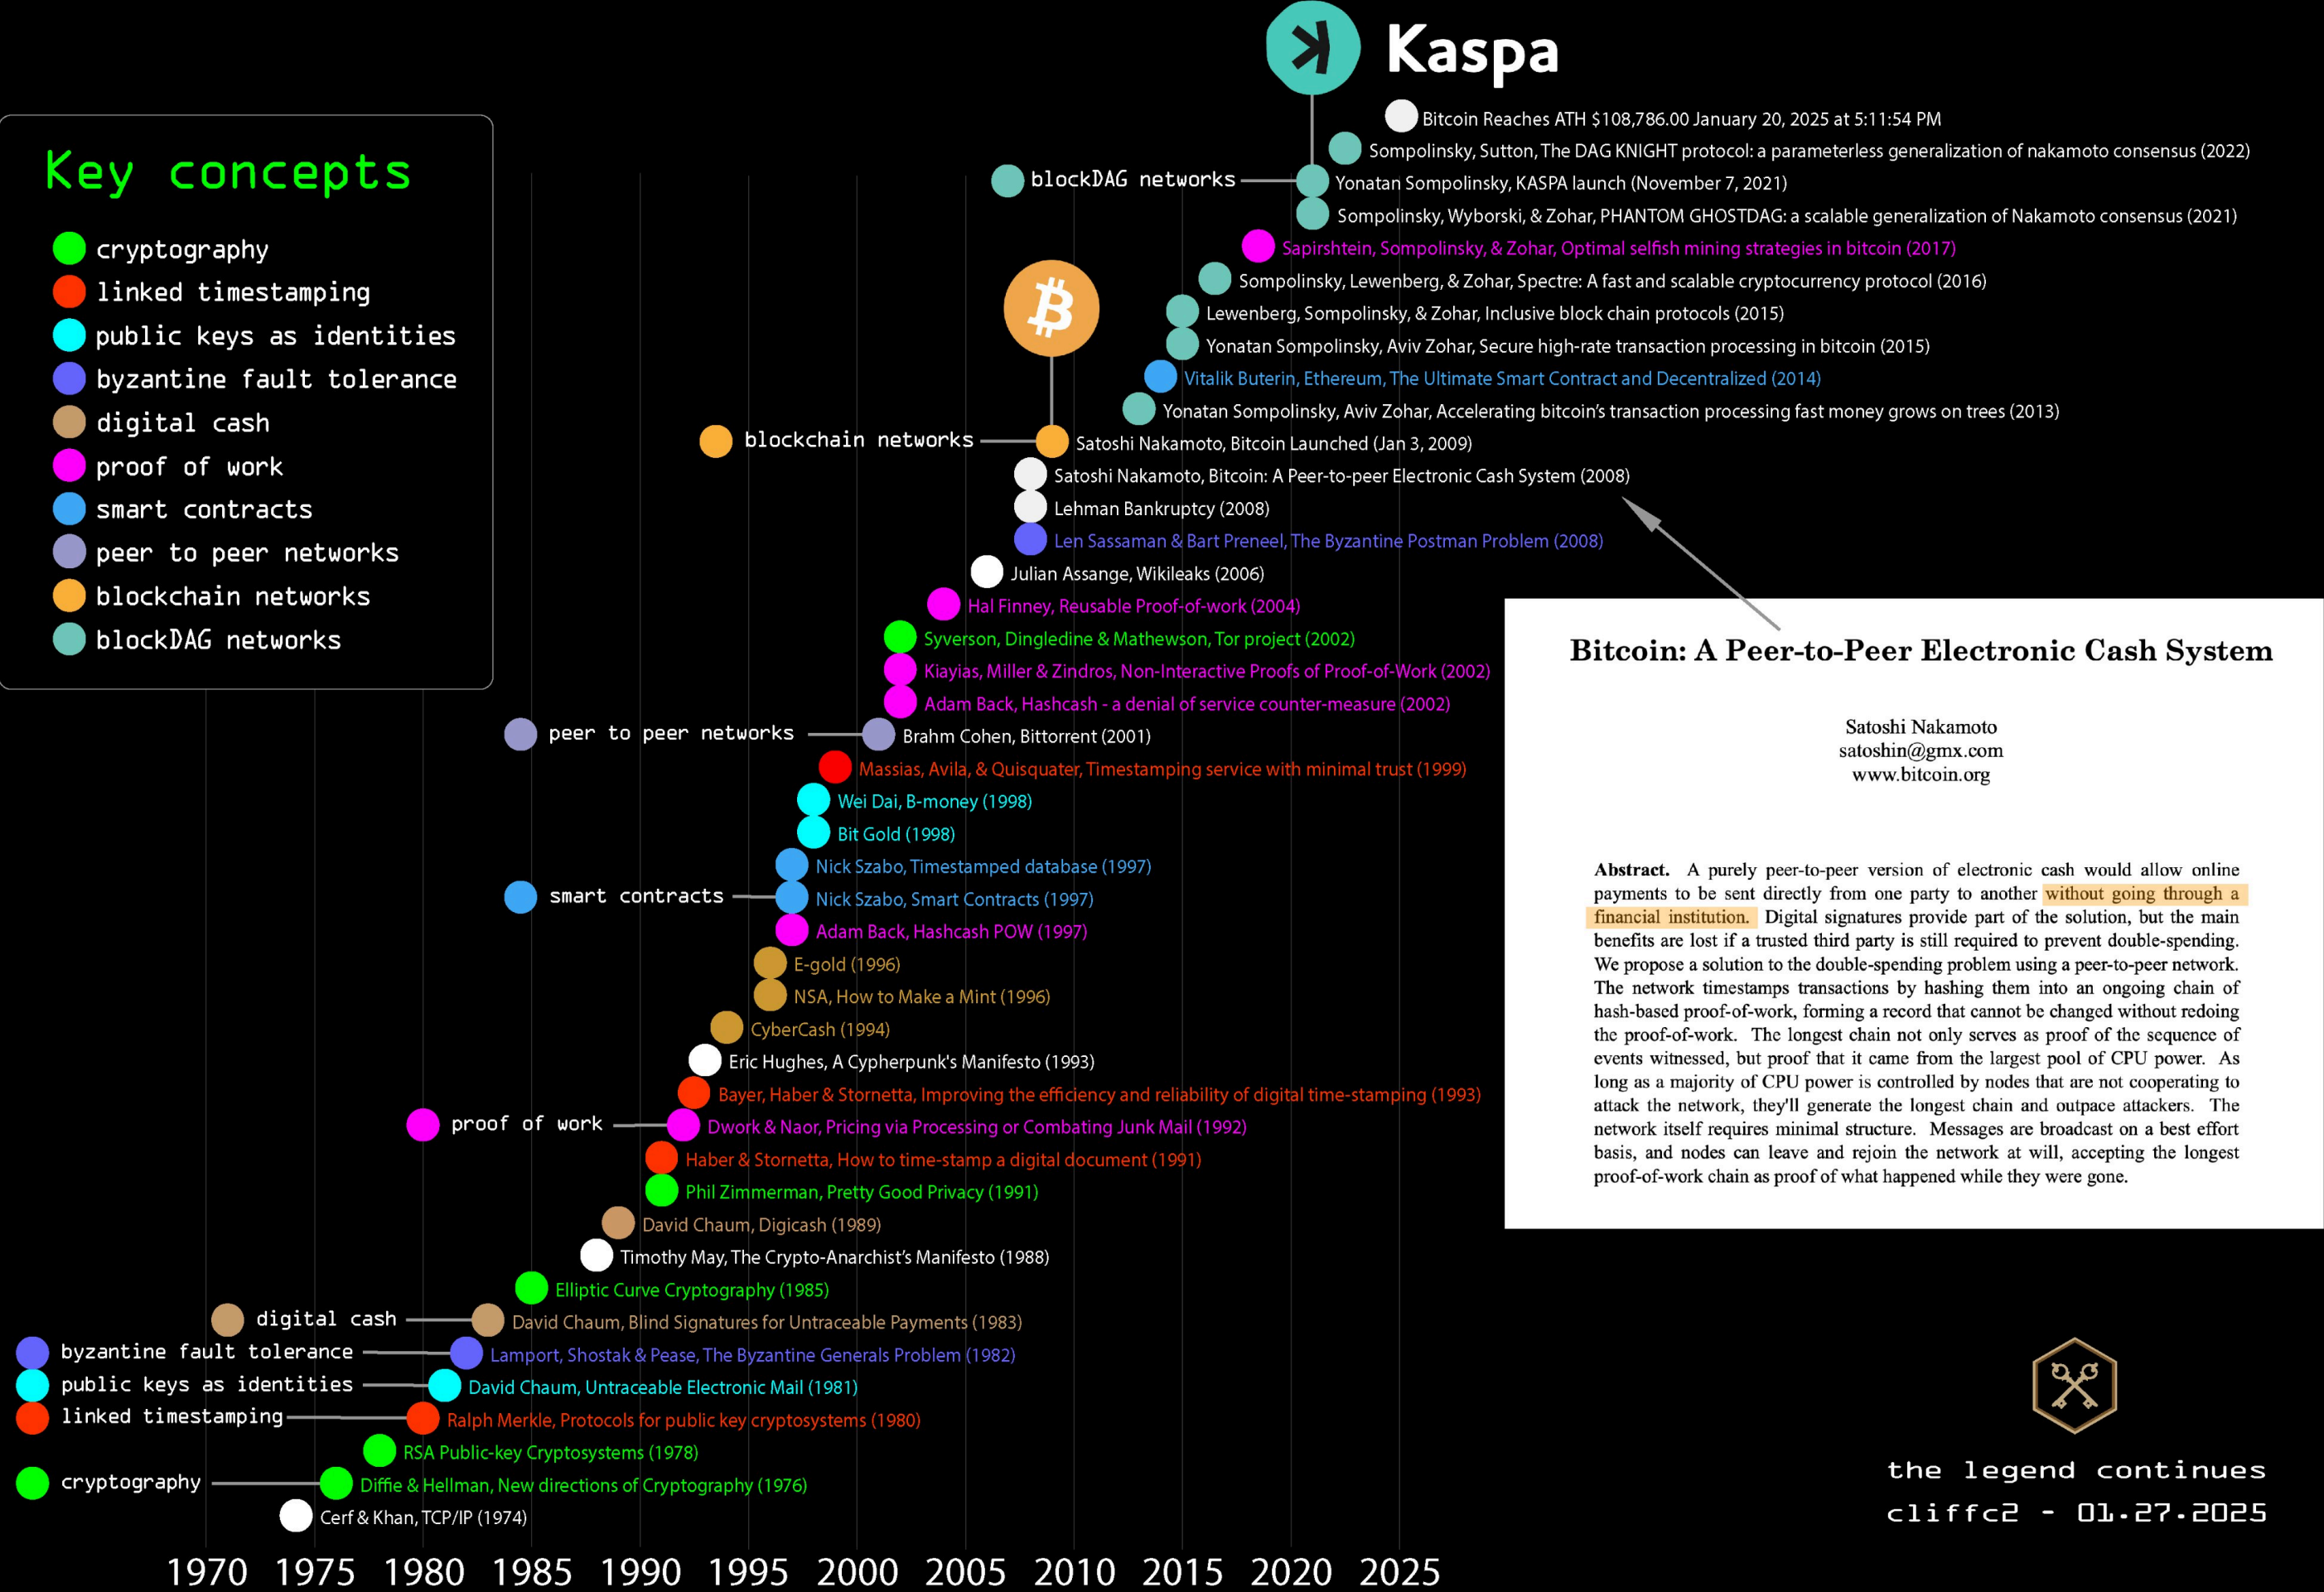 Kaspa
Bitcoin Reaches ATH $108,786.00 January 20, 2025 at 5:11:54 PM
Sompolinsky, Sutton, The DAG KNIGHT protocol: a parameterless generalization of nakamoto consensus (2022)
blockDAG networks
Yonatan Sompolinsky, KASPA launch (November 7, 2021)
Sompolinsky, Wyborski, & Zohar, PHANTOM GHOSTDAG: a scalable generalization of Nakamoto consensus (2021)
Sapirshtein, Sompolinsky, & Zohar, Optimal selfish mining strategies in bitcoin (2017)
Sompolinsky, Lewenberg, & Zohar, Spectre: A fast and scalable cryptocurrency protocol (2016)
Lewenberg, Sompolinsky, & Zohar, Inclusive block chain protocols (2015)
Yonatan Sompolinsky, Aviv Zohar, Secure high-rate transaction processing in bitcoin (2015)
Vitalik Buterin, Ethereum, The Ultimate Smart Contract and Decentralized (2014)
Yonatan Sompolinsky, Aviv Zohar, Accelerating bitcoin's transaction processing fast money grows on trees (2013)
blockchain networks
Satoshi Nakamoto, Bitcoin Launched (Jan 3, 2009)
Satoshi Nakamoto, Bitcoin: A Peer-to-peer Electronic Cash System (2008)
Lehman Bankruptcy (2008)
Len Sassaman & Bart Preneel, The Byzantine Postman Problem (2008)
Julian Assange, Wikileaks (2006)
Hal Finney, Reusable Proof-of-work (2004)
Syverson, Dingledine & Mathewson, Tor project (2002)
Kiayias, Miller & Zindros, Non-Interactive Proofs of Proof-of-Work (2002)
Adam Back, Hashcash - a denial of service counter-measure (2002)
peer to peer networks
Brahm Cohen, Bittorrent (2001)
Massias, Avila, & Quisquater, Timestamping service with minimal trust (1999)
Wei Dai, B-money (1998)
Bit Gold (1998)
Nick Szabo, Timestamped database (1997)
smart contracts
Nick Szabo, Smart Contracts (1997)
Adam Back, Hashcash POW (1997)
E-gold (1996)
NSA, How to Make a Mint (1996)
CyberCash (1994)
Eric Hughes, A Cypherpunk's Manifesto (1993)
Bayer, Haber & Stornetta, Improving the efficiency and reliability of digital time-stamping (1993)
proof of work
Dwork & Naor, Pricing via Processing or Combating Junk Mail (1992)
Haber & Stornetta, How to time-stamp a digital document (1991)
Phil Zimmerman, Pretty Good Privacy (1991)
David Chaum, Digicash (1989)
Timothy May, The Crypto-Anarchist's Manifesto (1988)
Elliptic Curve Cryptography (1985)
digital cash
David Chaum, Blind Signatures for Untraceable Payments (1983)
byzantine fault tolerance
Lamport, Shostak & Pease, The Byzantine Generals Problem (1982)
public keys as identities
David Chaum, Untraceable Electronic Mail (1981)
linked timestamping
Ralph Merkle, Protocols for public key cryptosystems (1980)
RSA Public-key Cryptosystems (1978)
cryptography
Diffie & Hellman, New directions of Cryptography (1976)
Cerf & Khan, TCP/IP (1974)
1970 1975 1980 1985 1990 1995 2000 2005 2010 2015 2020 2025
Key concepts
cryptography
linked timestamping
public keys as identities
byzantine fault tolerance
digital cash
proof of work
smart contracts
peer to peer networks
blockchain networks
blockDAG networks
Bitcoin: A Peer-to-Peer Electronic Cash System
Satoshi Nakamoto
satoshin@gmx.com
www.bitcoin.org
Abstract. A purely peer-to-peer version of electronic cash would allow online
payments to be sent directly from one party to another without going through a
financial institution. Digital signatures provide part of the solution, but the main
benefits are lost if a trusted third party is still required to prevent double-spending.
We propose a solution to the double-spending problem using a peer-to-peer network.
The network timestamps transactions by hashing them into an ongoing chain of
hash-based proof-of-work, forming a record that cannot be changed without redoing
the proof-of-work. The longest chain not only serves as proof of the sequence of
events witnessed, but proof that it came from the largest pool of CPU power. As
long as a majority of CPU power is controlled by nodes that are not cooperating to
attack the network, they'll generate the longest chain and outpace attackers. The
network itself requires minimal structure. Messages are broadcast on a best effort
basis, and nodes can leave and rejoin the network at will, accepting the longest
proof-of-work chain as proof of what happened while they were gone.
the legend continues
cliffc2 - 01.27.2025